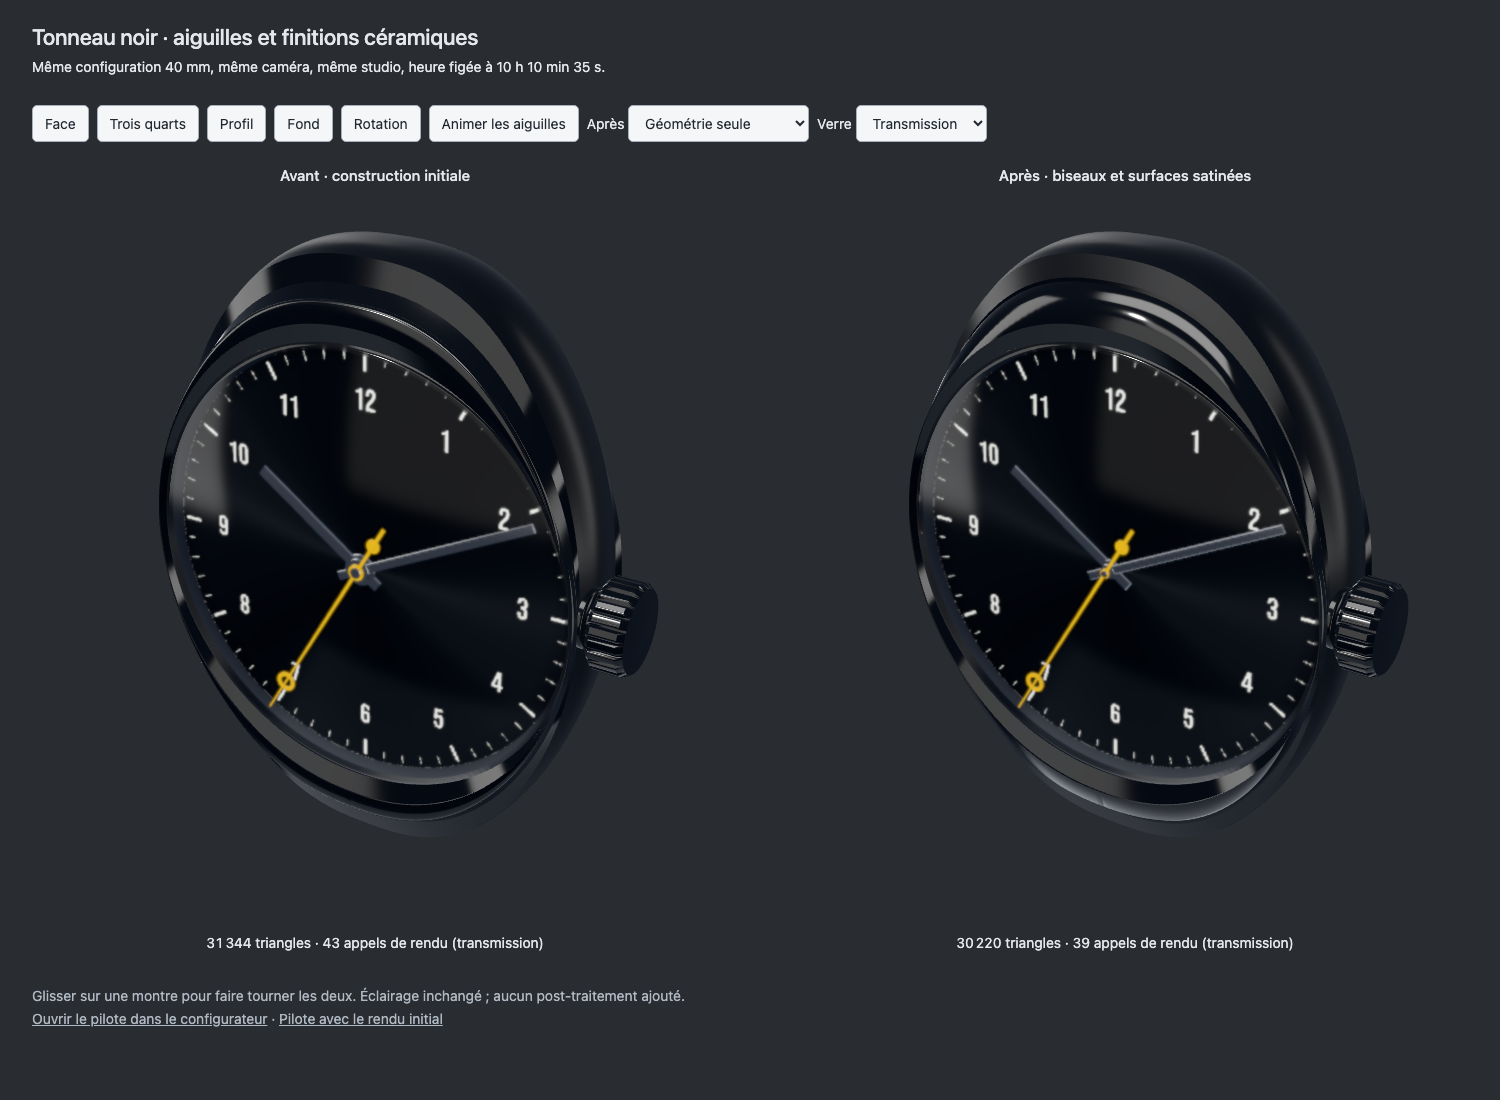 Tonneau noir · aiguilles et finitions céramiques
Même configuration 40 mm, même caméra, même studio, heure figée à 10 h 10 min 35 s.
Face Trois quarts Profil Fond Rotation Animer les aiguilles Après Géométrie seule Verre Transmission
Avant · construction initiale
Après · biseaux et surfaces satinées
12
1
2
3
4
5
6
7
8
9
10
11
12
1
2
3
4
5
6
7
8
9
10
11
31 344 triangles · 43 appels de rendu (transmission)
30 220 triangles · 39 appels de rendu (transmission)
Glisser sur une montre pour faire tourner les deux. Éclairage inchangé ; aucun post-traitement ajouté.
Ouvrir le pilote dans le configurateur · Pilote avec le rendu initial